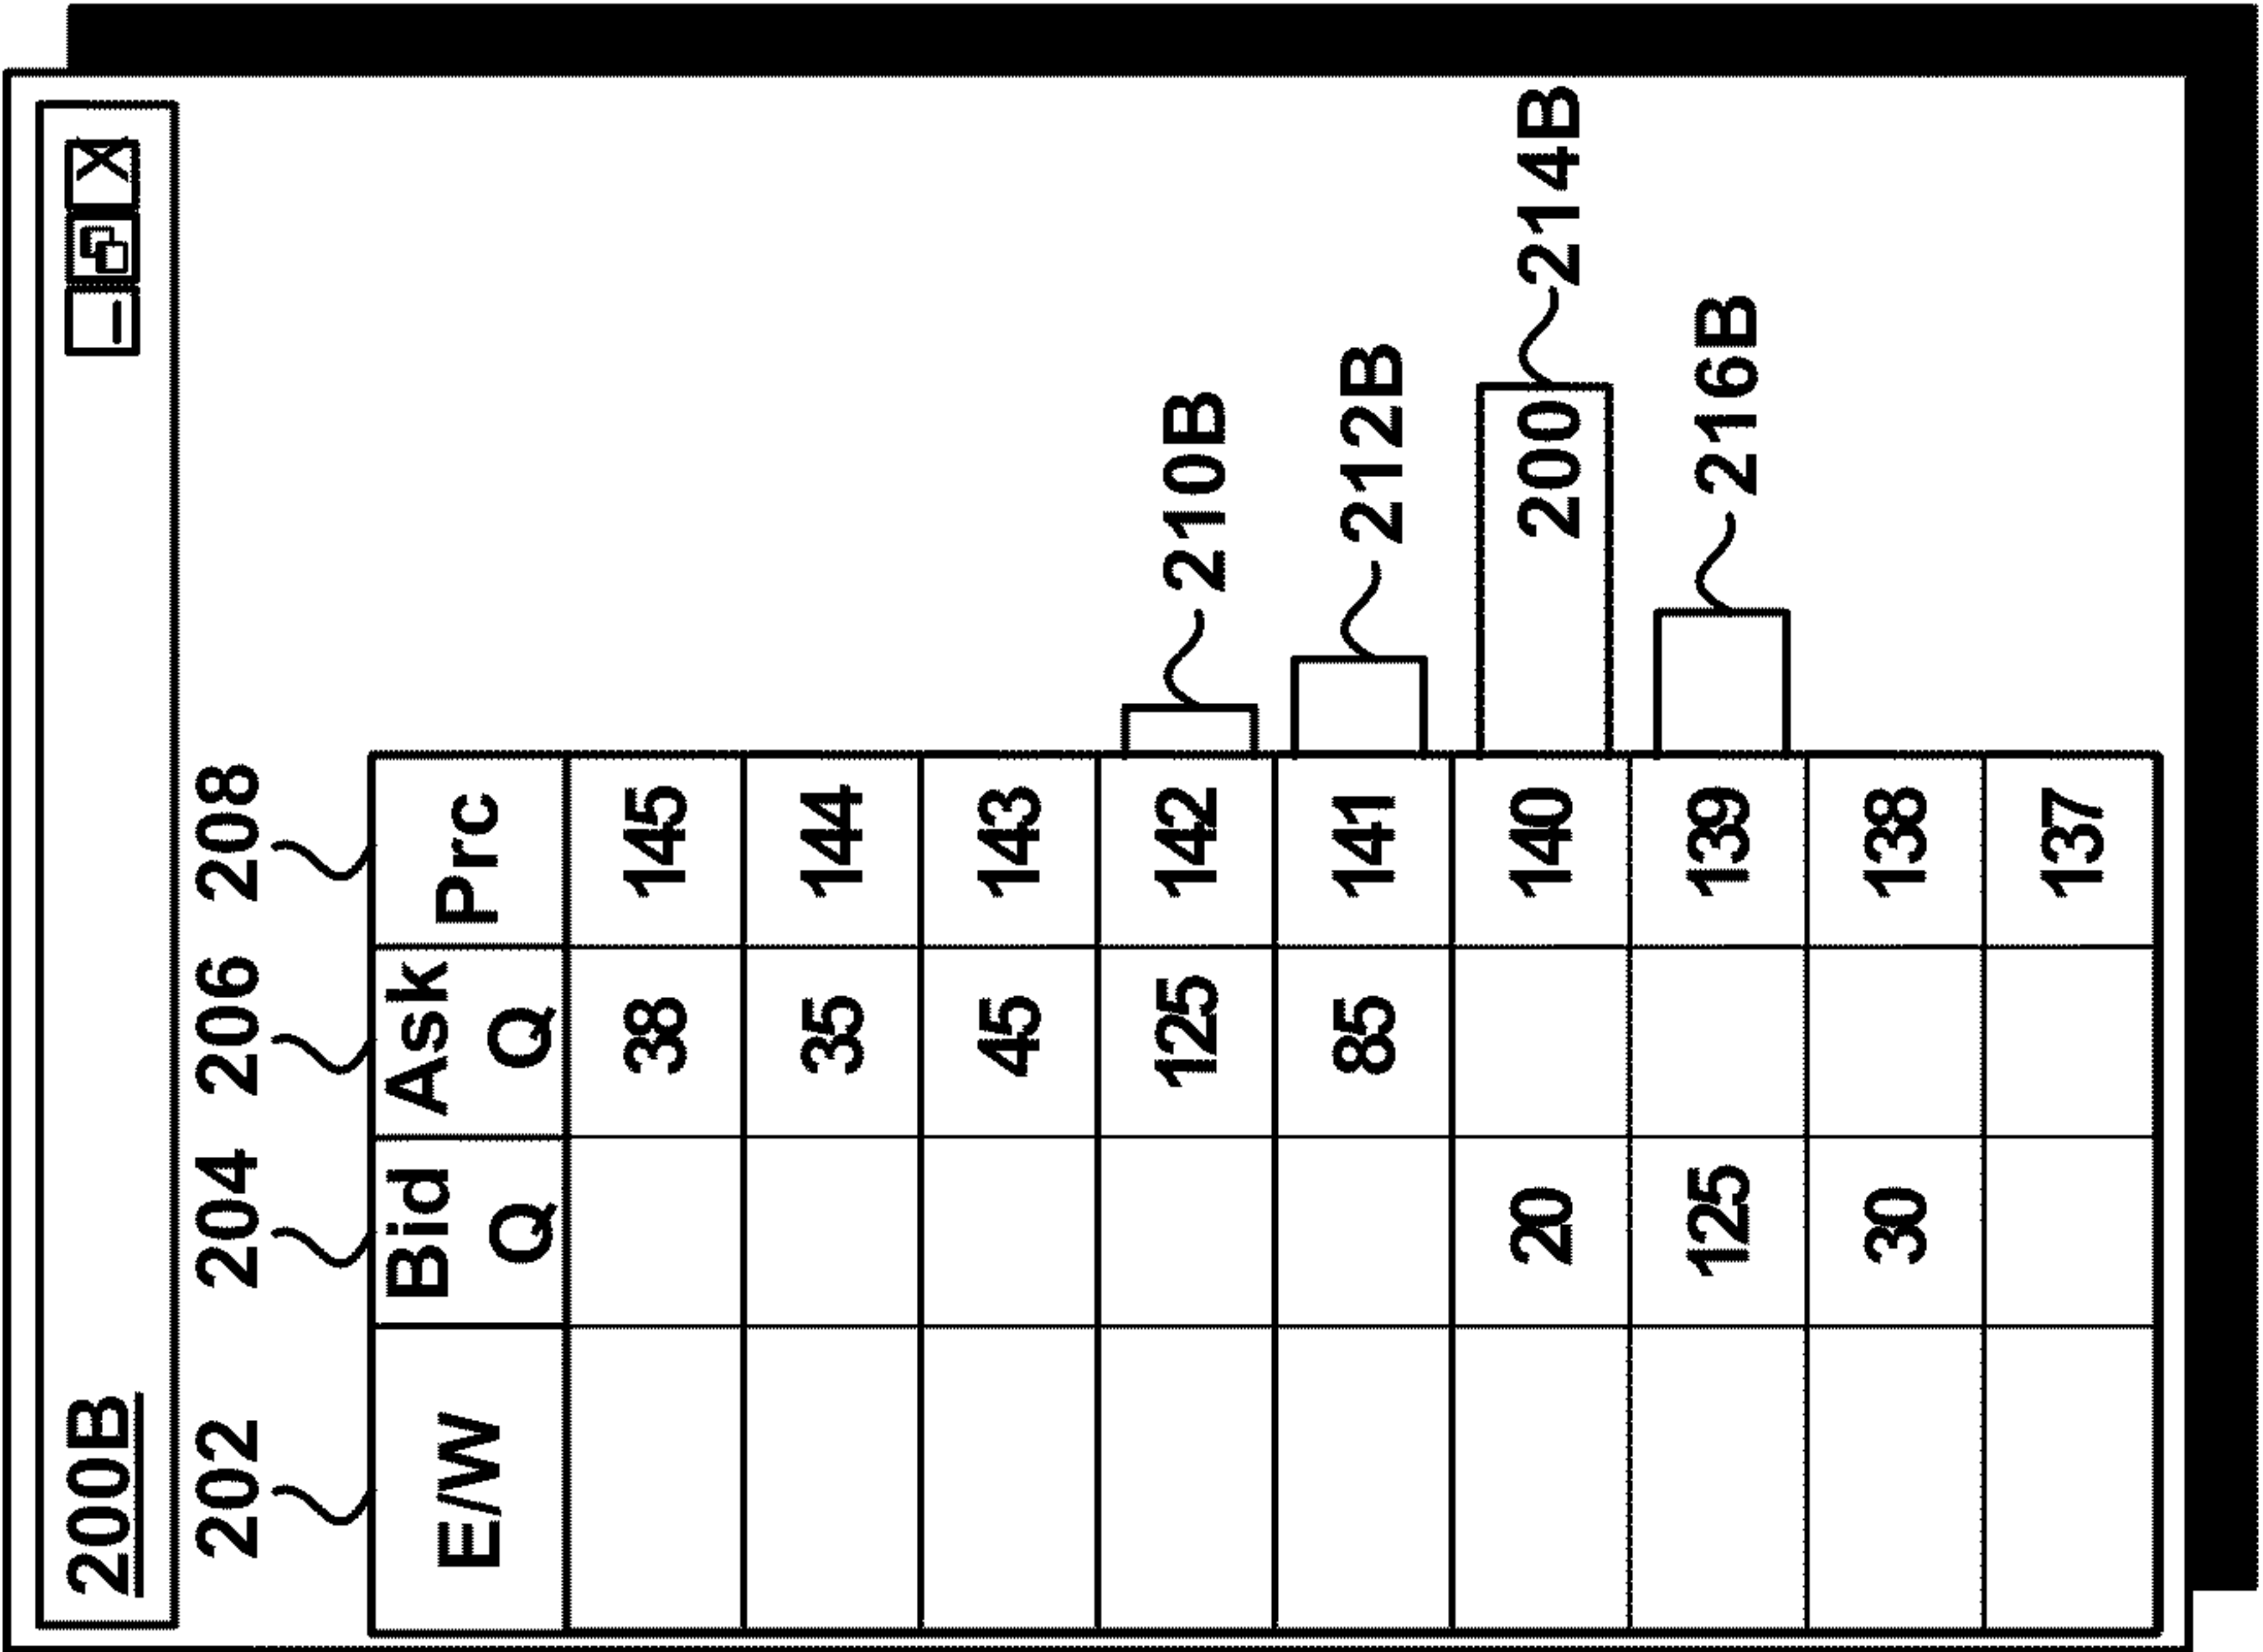 200B
X
202 204 206 208
E/W Bid Q Ask Q Prc
38 145
35 144
45 143
125 142 210B
85 141 212B
20 140 200 214B
125 139 216B
30 138
137